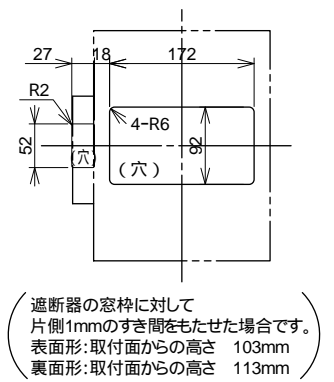 27 18 172
R2
4-R6
52
(穴)
(穴)
92
遮断器の窓枠に対して
片側1mmのすき間をもたせた場合です。
表面形:取付面からの高さ 103mm
裏面形:取付面からの高さ 113mm